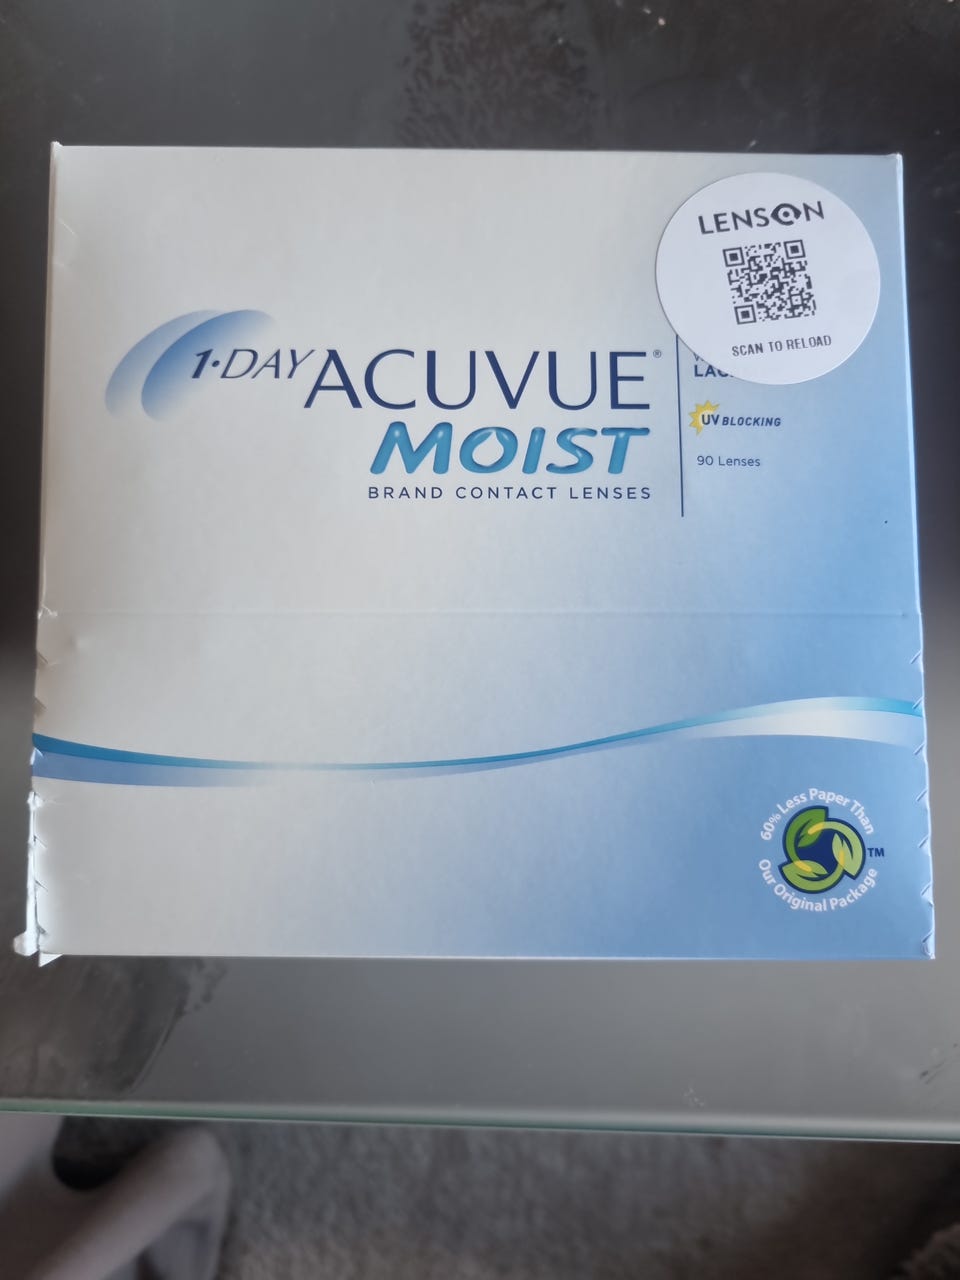 LENSON
SCAN TO RELOAD
1·DAY ACUVUE®
MOIST
BRAND CONTACT LENSES
UV BLOCKING
90 Lenses
60% Less Paper Than
Our Original Package
TM